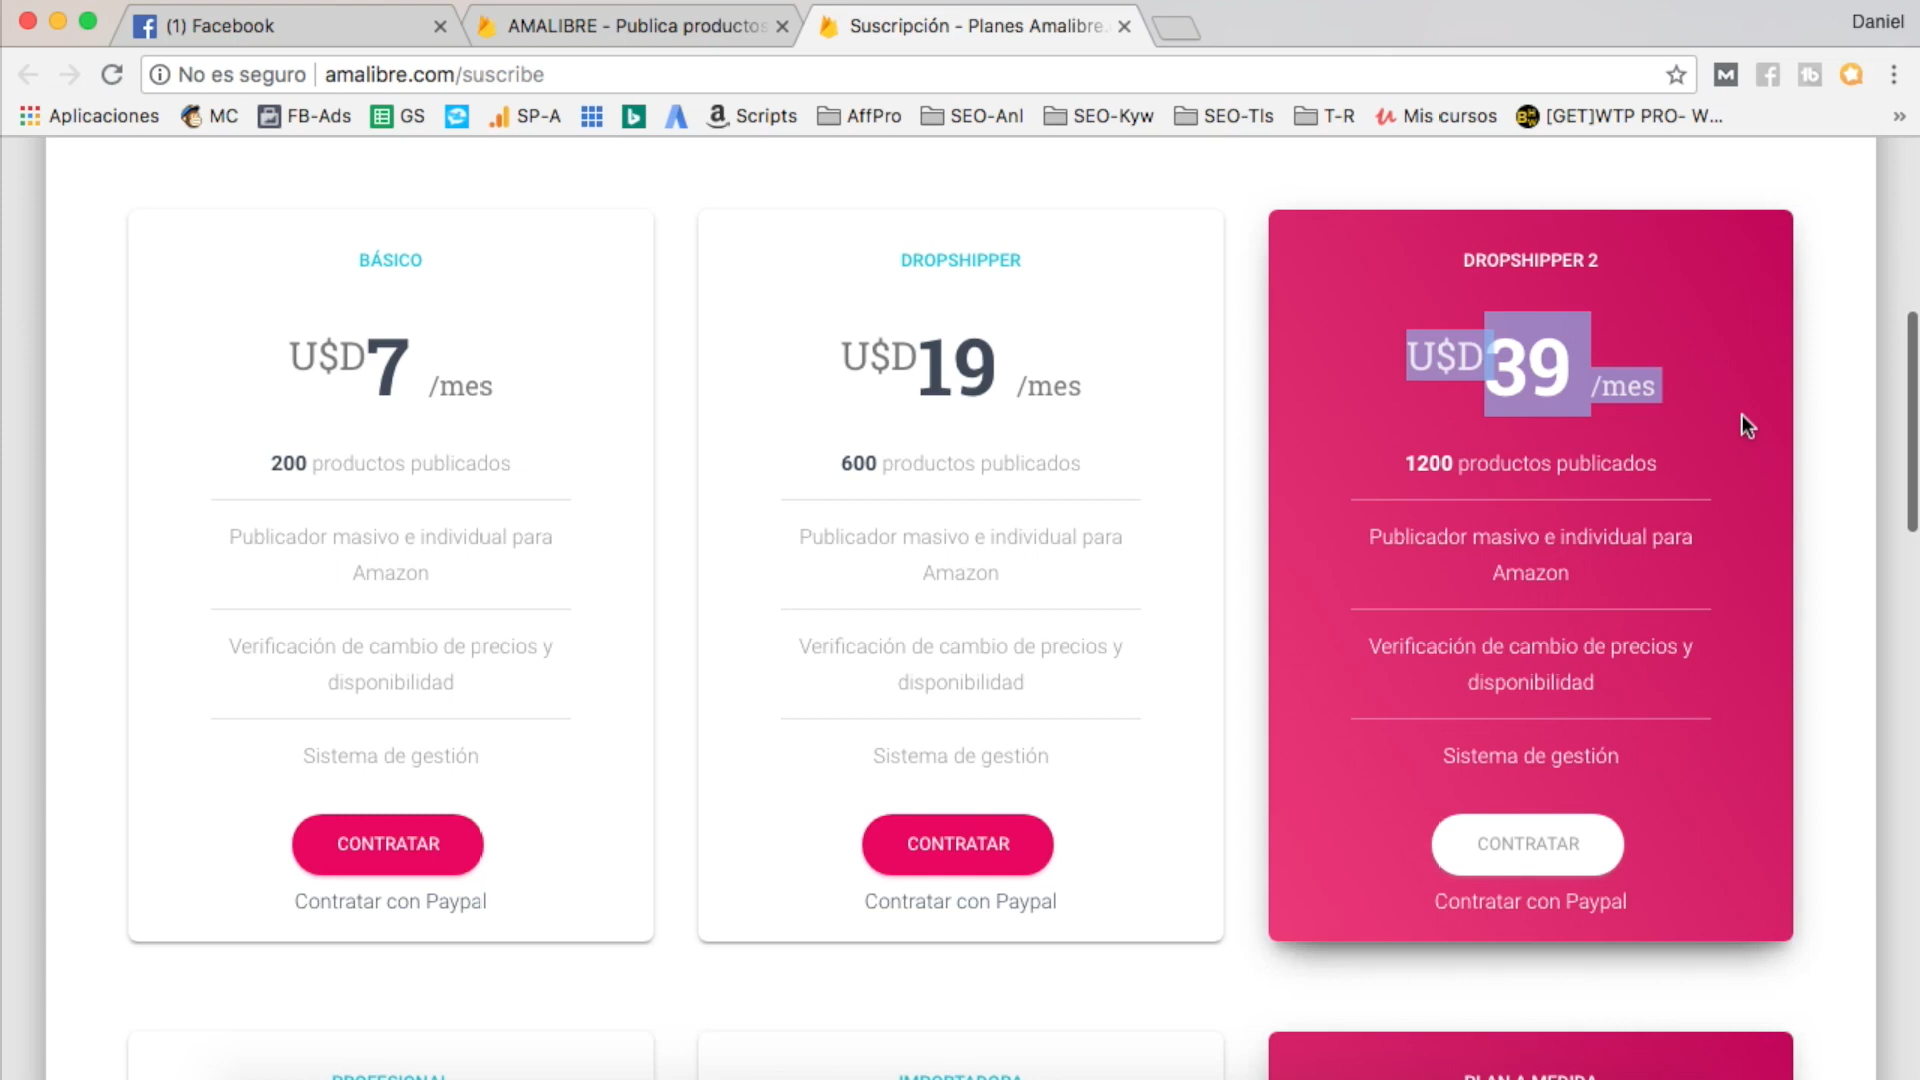 (1) Facebook
AMALIBRE - Publica productos
Suscripción - Planes Amalibre.
Daniel
No es seguro | amalibre.com/suscribe
Aplicaciones MC FB-Ads GS SP-A Scripts AffPro SEO-Anl SEO-Kyw SEO-Tls T-R Mis cursos [GET]WTP PRO- W... »
BÁSICO
U$D7 /mes
200 productos publicados
Publicador masivo e individual para
Amazon
Verificación de cambio de precios y
disponibilidad
Sistema de gestión
CONTRATAR
Contratar con Paypal
DROPSHIPPER
U$D19 /mes
600 productos publicados
Publicador masivo e individual para
Amazon
Verificación de cambio de precios y
disponibilidad
Sistema de gestión
CONTRATAR
Contratar con Paypal
DROPSHIPPER 2
U$D39 /mes
1200 productos publicados
Publicador masivo e individual para
Amazon
Verificación de cambio de precios y
disponibilidad
Sistema de gestión
CONTRATAR
Contratar con Paypal
PROFESIONAL
IMPORTADORA
PLAN A MEDIDA